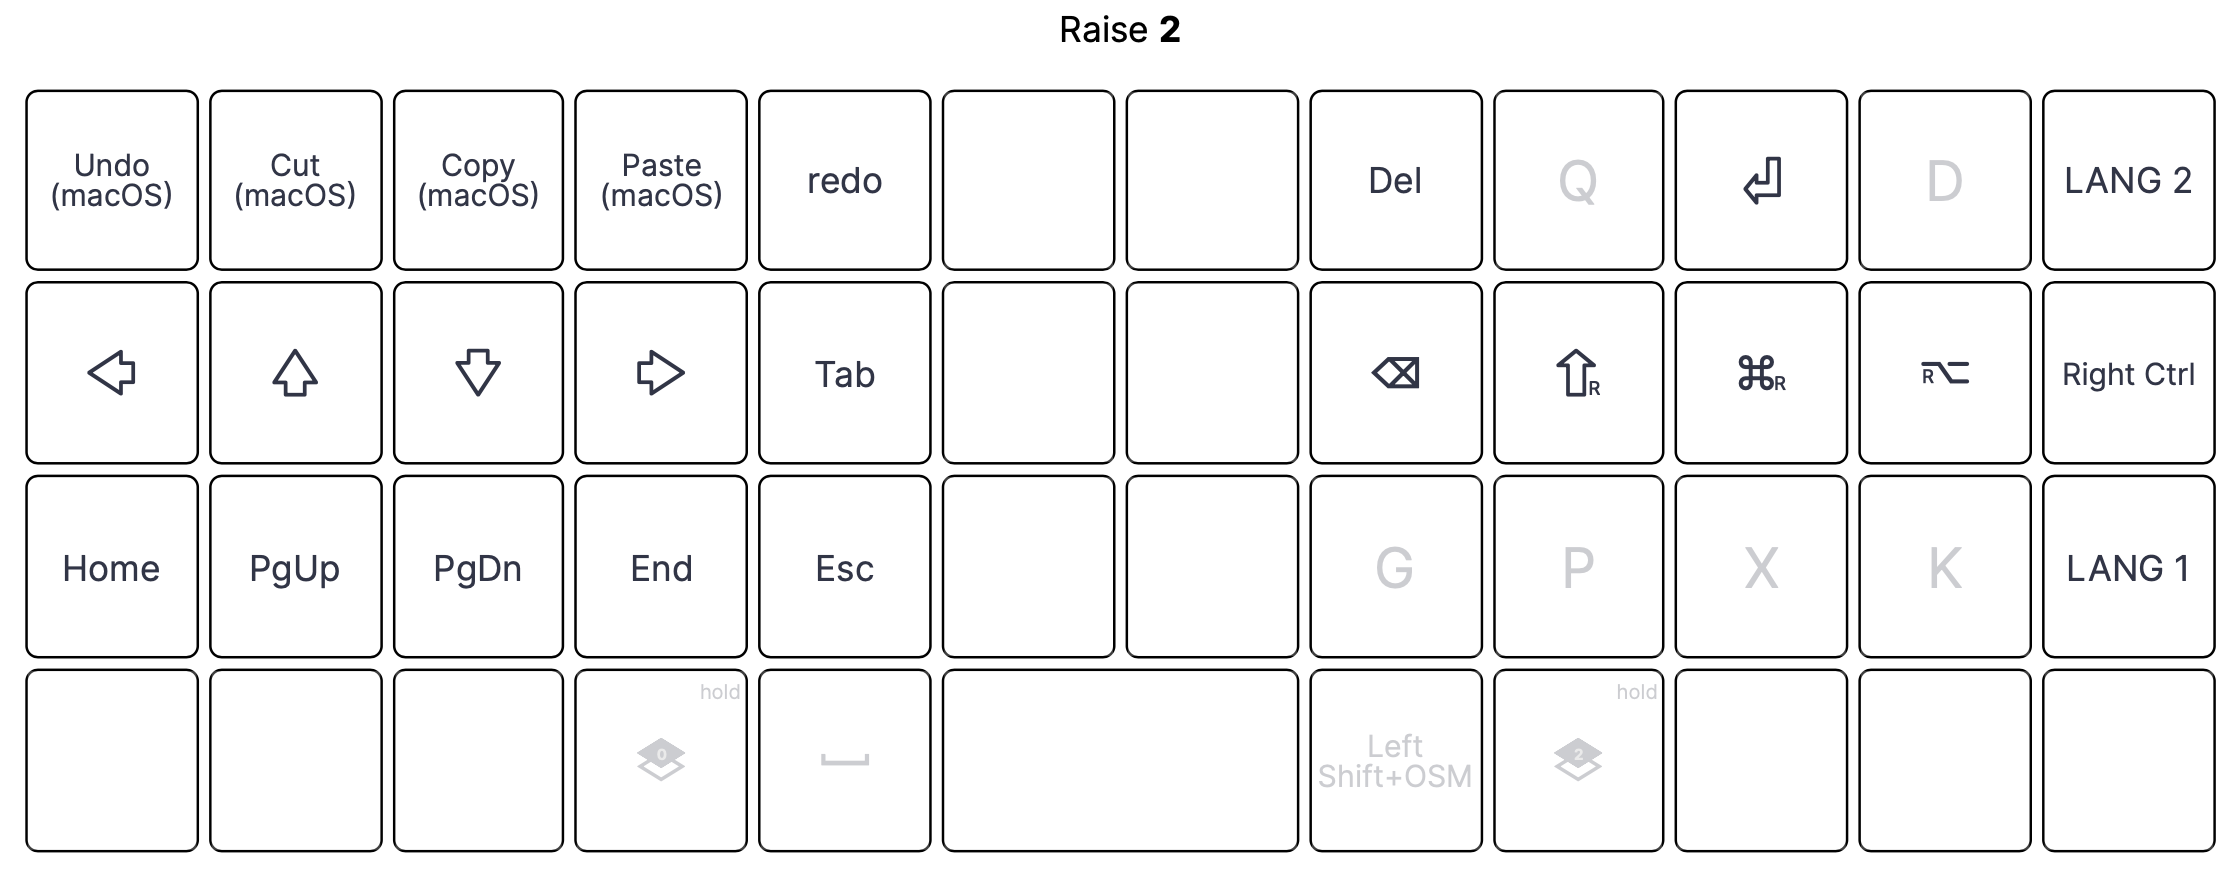 Raise 2
Undo
(macOS)
Cut
(macOS)
Copy
(macOS)
Paste
(macOS)
redo
Del
Q
D
LANG 2
Tab
R
R
R
Right Ctrl
Home
PgUp
PgDn
End
Esc
G
P
X
K
LANG 1
hold
0
Left
Shift+OSM
hold
2